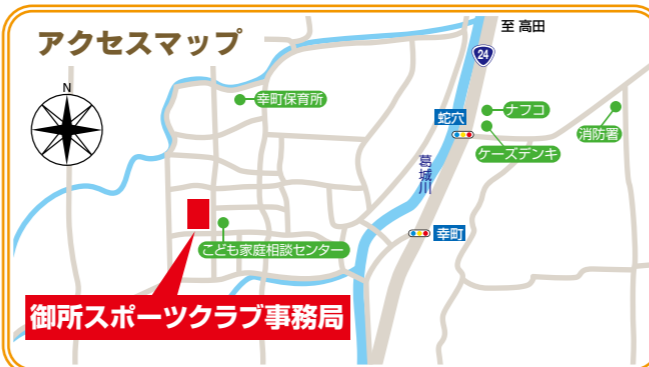 アクセスマップ
至 高田
24
N
幸町保育所
蛇穴
ナフコ
消防署
ケーズデンキ
葛城川
幸町
こども家庭相談センター
御所スポーツクラブ事務局